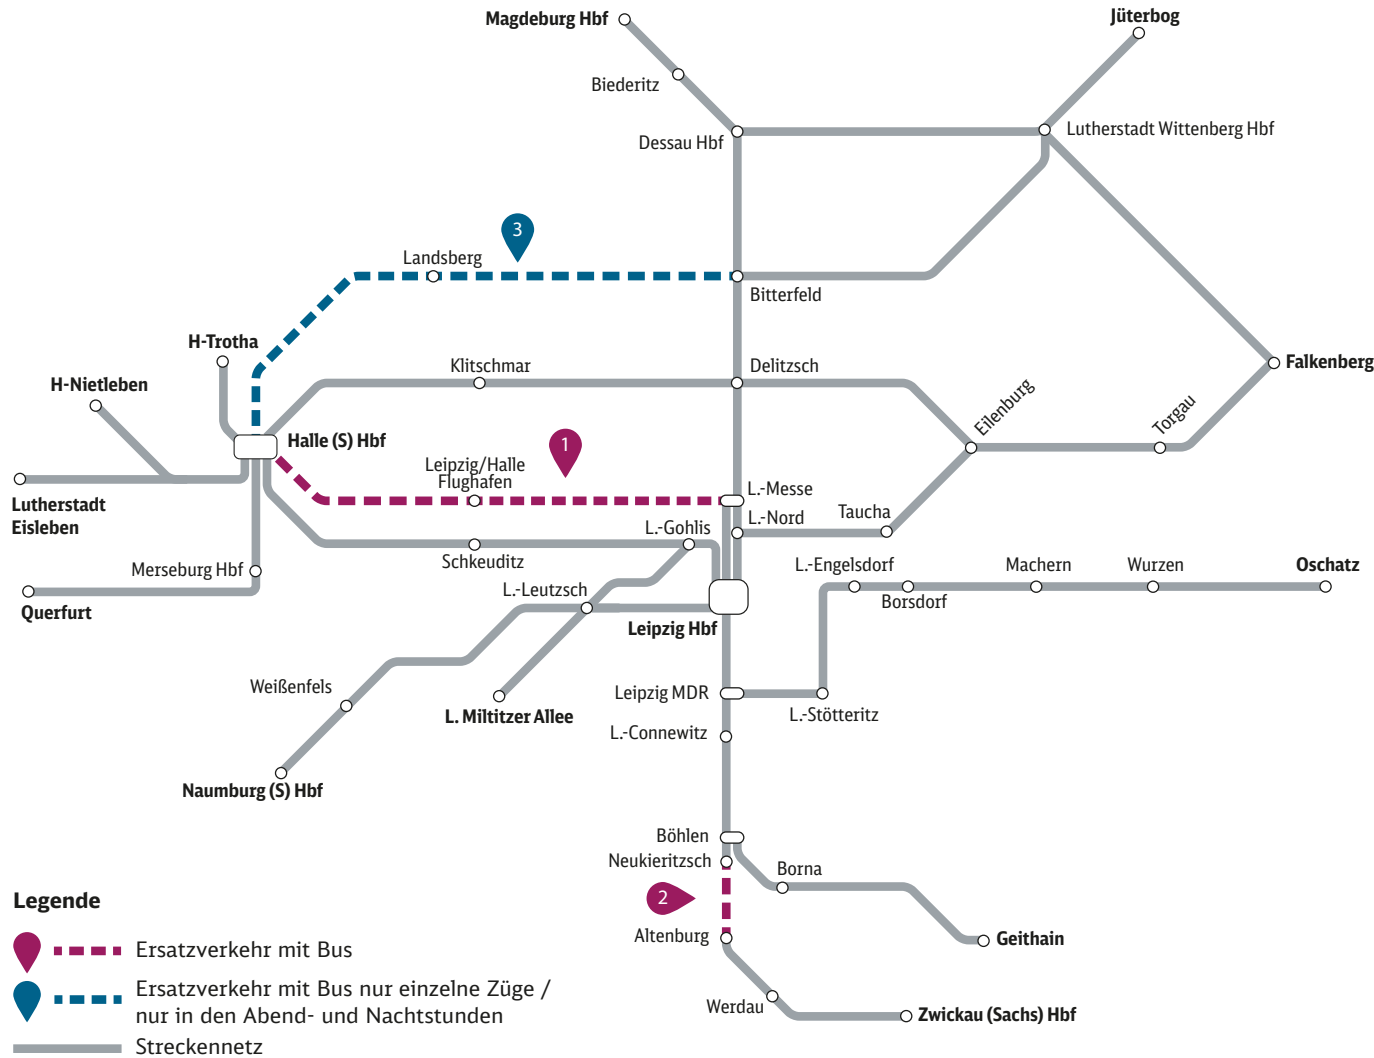 Magdeburg Hbf
Jüterbog
Biederitz
Dessau Hbf
Lutherstadt Wittenberg Hbf
3
Landsberg
Bitterfeld
H-Trotha
Klitschmar
Delitzsch
Falkenberg
H-Nietleben
Eilenburg
Torgau
Halle (S) Hbf
1
Leipzig/Halle
Flughafen
L.-Messe
Lutherstadt
Eisleben
L.-Nord
Taucha
L.-Gohlis
Schkeuditz
Merseburg Hbf
L.-Engelsdorf
Machern
Wurzen
Oschatz
L.-Leutzsch
Borsdorf
Querfurt
Leipzig Hbf
Weißenfels
Leipzig MDR
L. Miltitzer Allee
L.-Stötteritz
L.-Connewitz
Naumburg (S) Hbf
Böhlen
Neukieritzsch
Borna
2
Altenburg
Geithain
Werdau
Zwickau (Sachs) Hbf
Legende
Ersatzverkehr mit Bus
Ersatzverkehr mit Bus nur einzelne Züge /
nur in den Abend- und Nachtstunden
Streckennetz